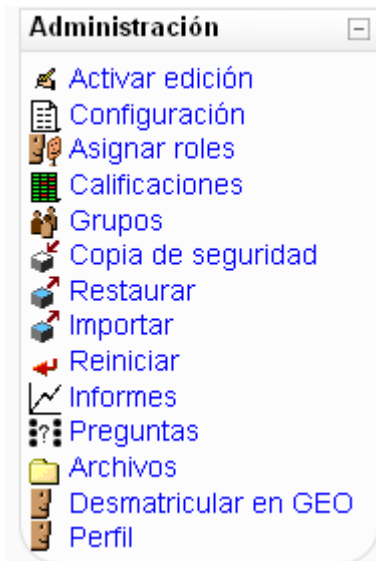 Administración
Activar edición
Configuración
Asignar roles
Calificaciones
Grupos
Copia de seguridad
Restaurar
Importar
Reiniciar
Informes
Preguntas
Archivos
Desmatricular en GEO
Perfil